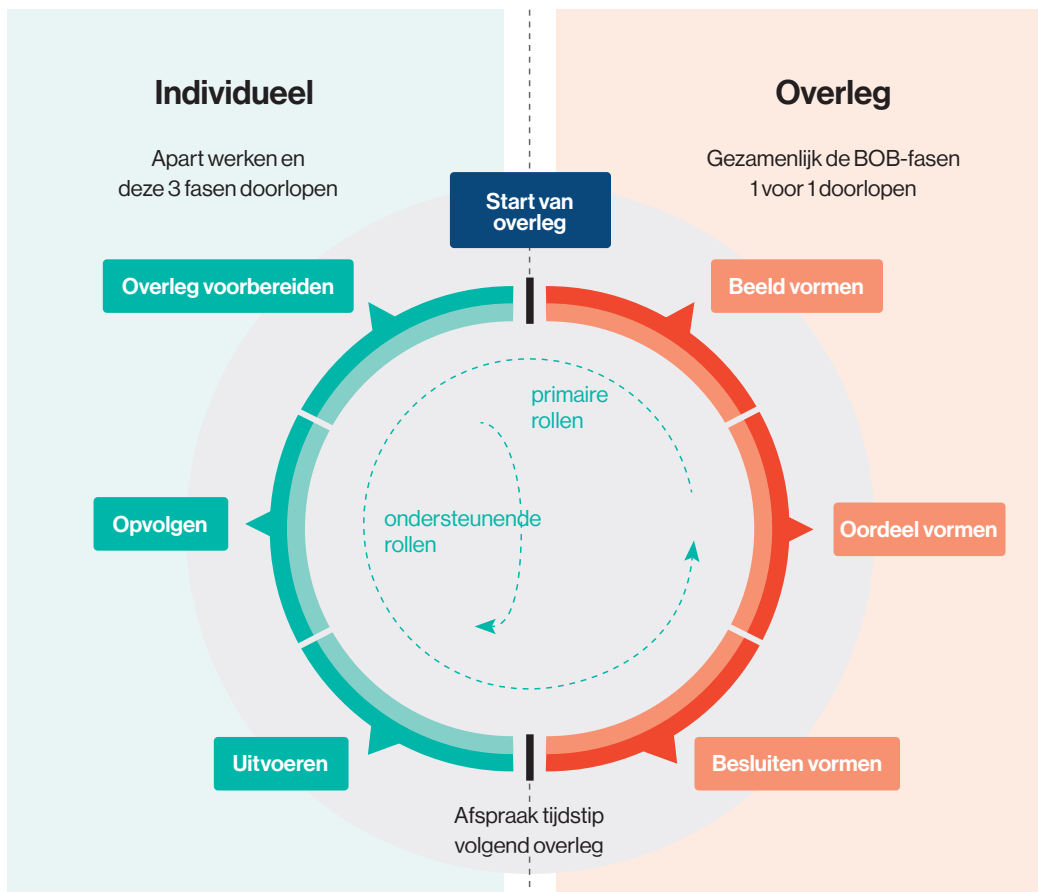 Individueel
Apart werken en
deze 3 fasen doorlopen
Overleg
Gezamenlijk de BOB-fasen
1 voor 1 doorlopen
Start van
overleg
Overleg voorbereiden
Beeld vormen
primaire
rollen
Opvolgen
ondersteunende
rollen
Oordeel vormen
Uitvoeren
Besluiten vormen
Afspraak tijdstip
volgend overleg